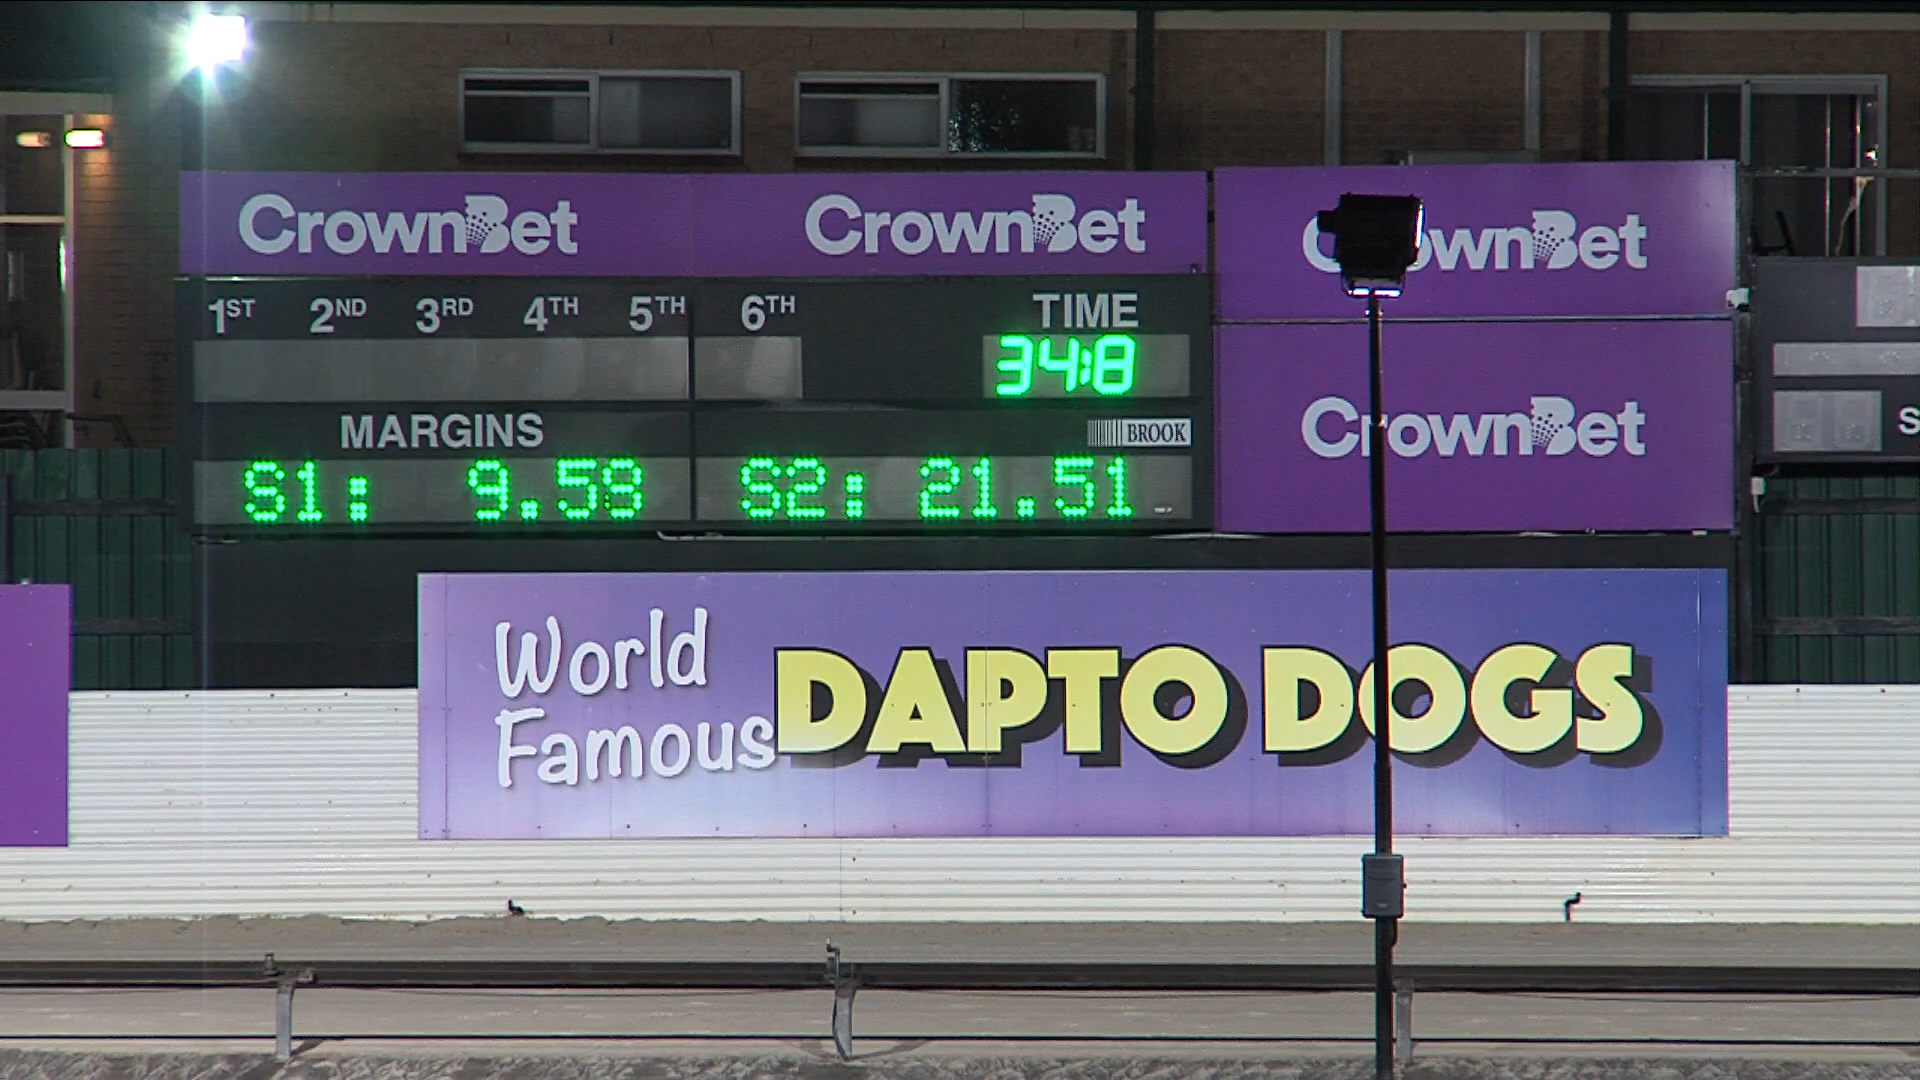 CrownBet CrownBet
CrownBet
1ST 2ND 3RD 4TH 5TH 6TH TIME
34:8
CrownBet
MARGINS BROOK
S1: 9.59 S2: 21.51
World
Famous DAPTO DOGS